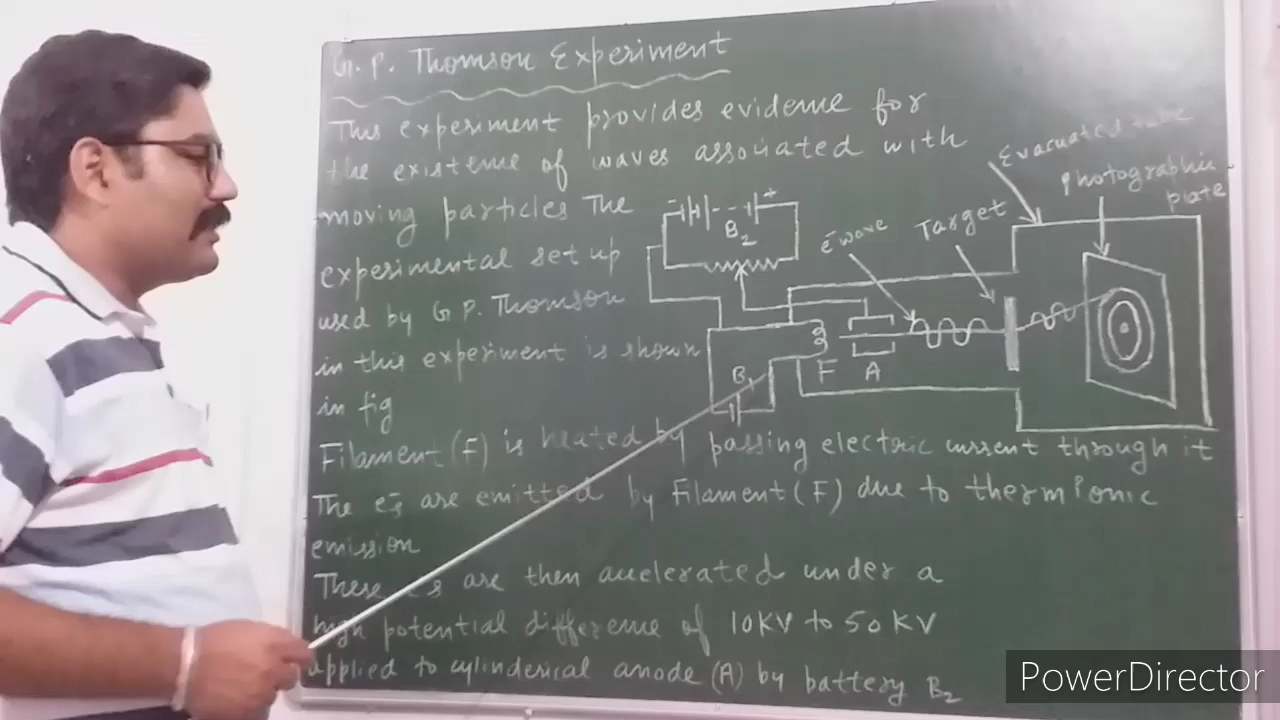 G. P. Thomson Experiment
This experiment provides evidence for
the existence of waves associated with
moving particles The
experimental set up
used by G P. Thomson
in this experiment is shown
in fig
Evacuated tube
Photographic
plate
Target
e⁻ wave
- +
B₂
B₁
F A
Filament (F) is heated by passing electric current through it
The e⁻s are emitted by Filament (F) due to thermionic
emission
These e⁻s are then accelerated under a
high potential difference of 10KV to 50KV
applied to cylinderical anode (A) by battery B₂
PowerDirector